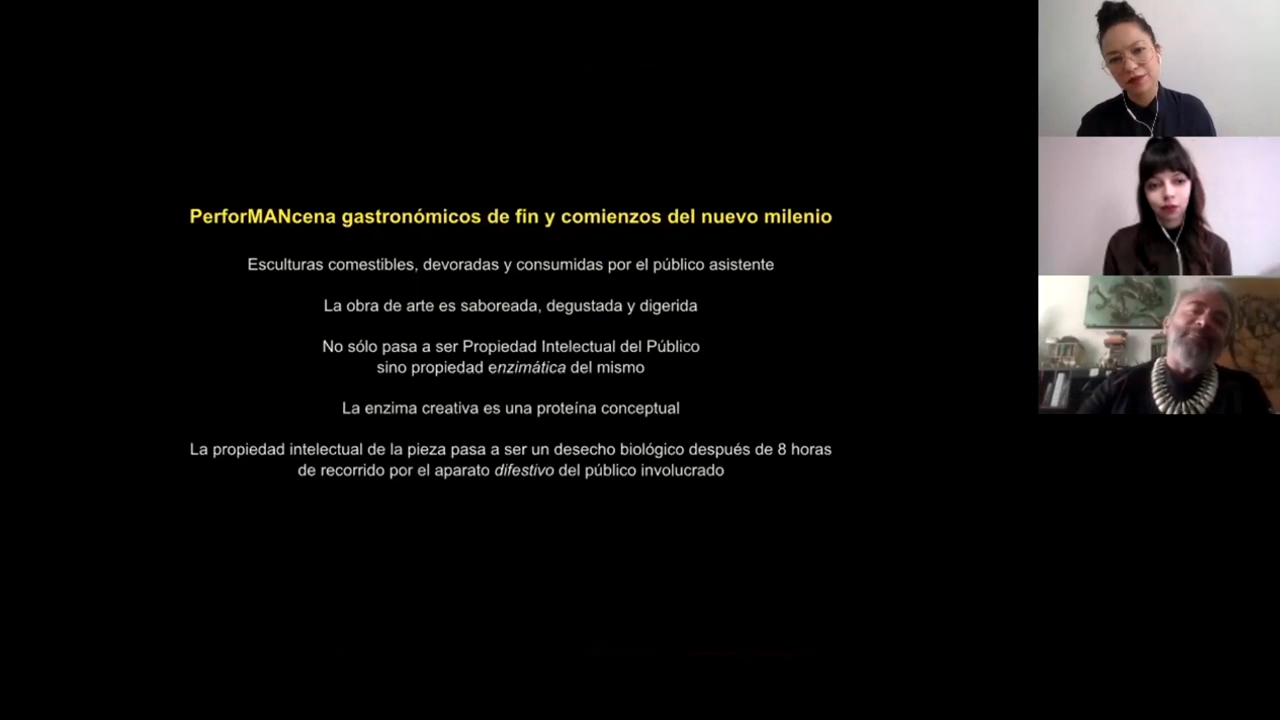 PerforMANcena gastronómicos de fin y comienzos del nuevo milenio
Esculturas comestibles, devoradas y consumidas por el público asistente
La obra de arte es saboreada, degustada y digerida
No sólo pasa a ser Propiedad Intelectual del Público
sino propiedad enzimática del mismo
La enzima creativa es una proteína conceptual
La propiedad intelectual de la pieza pasa a ser un desecho biológico después de 8 horas
de recorrido por el aparato difestivo del público involucrado